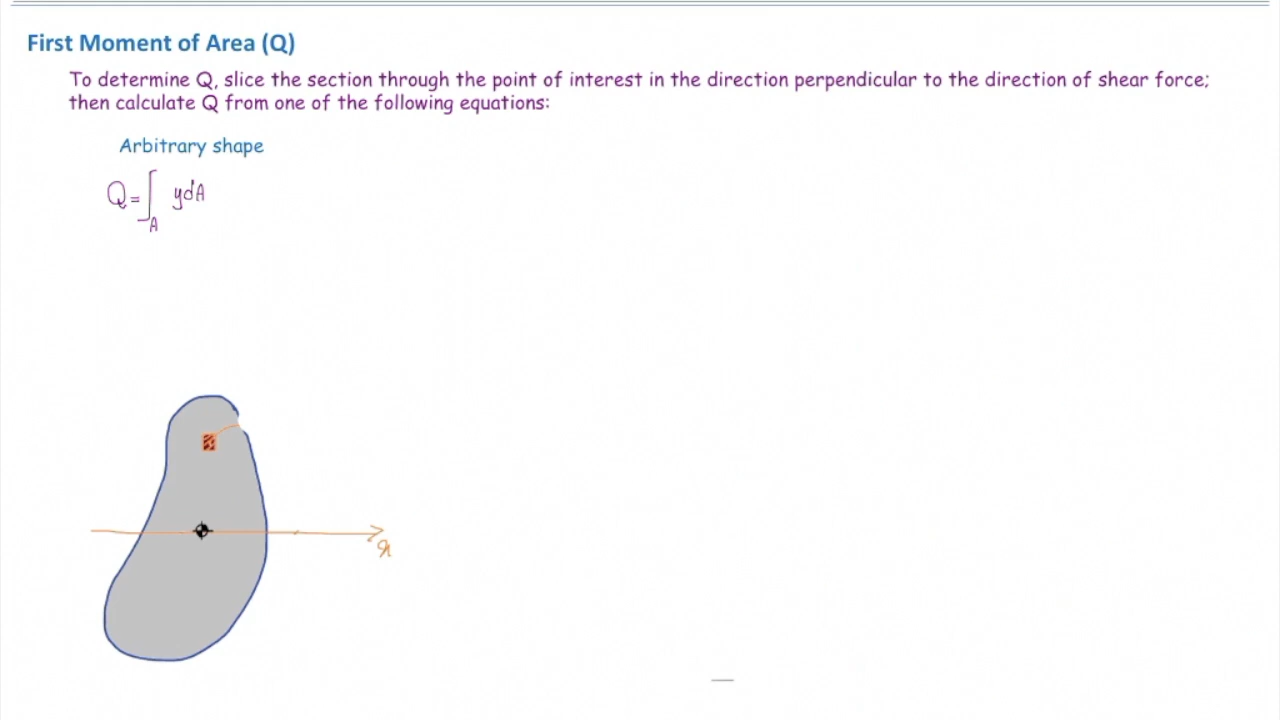 First Moment of Area (Q)
To determine Q, slice the section through the point of interest in the direction perpendicular to the direction of shear force;
then calculate Q from one of the following equations:
Arbitrary shape
Q=∫_A ydA
x